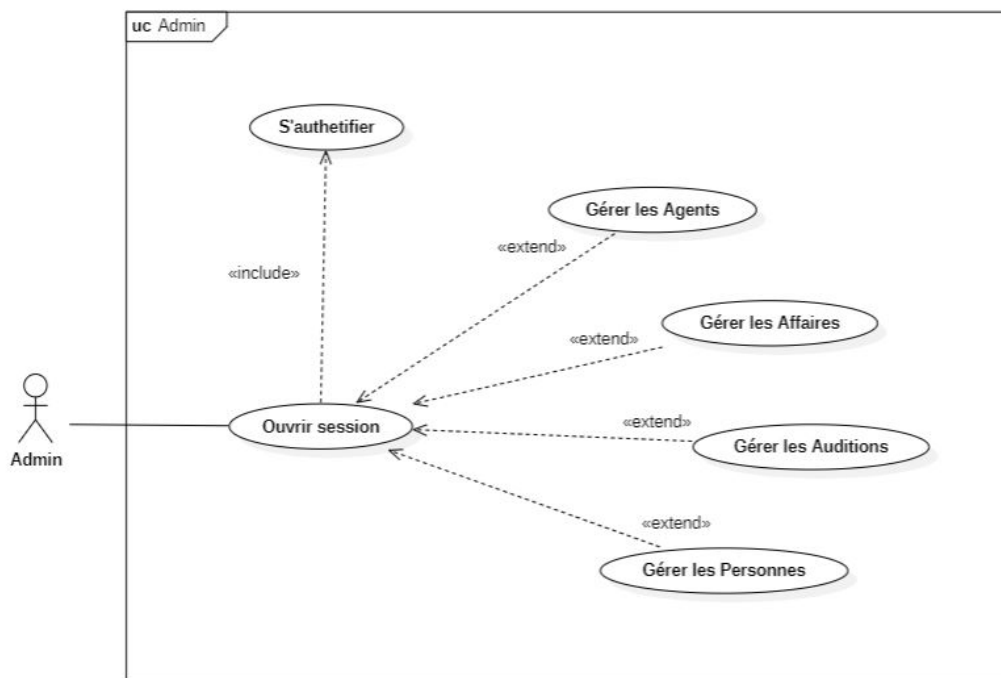 uc Admin
S'authetifier
Gérer les Agents
«extend»
«include»
Gérer les Affaires
«extend»
Admin
Ouvrir session
«extend»
Gérer les Auditions
«extend»
Gérer les Personnes